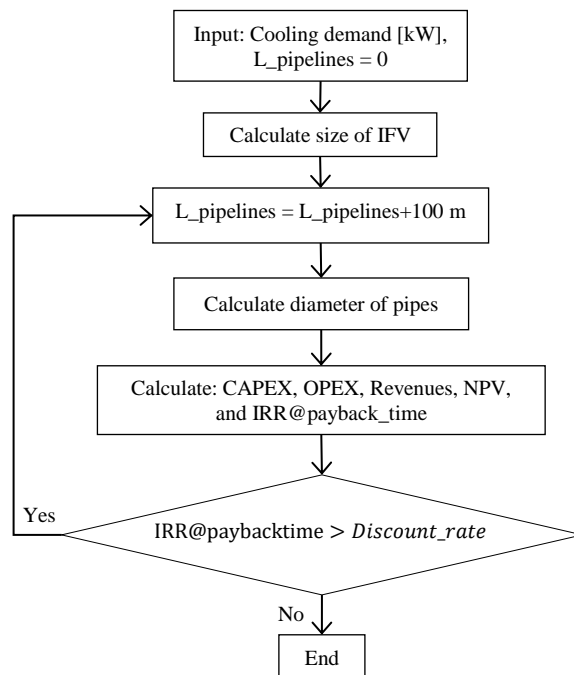 Input: Cooling demand [kW],
L_pipelines = 0
Calculate size of IFV
L_pipelines = L_pipelines+100 m
Calculate diameter of pipes
Calculate: CAPEX, OPEX, Revenues, NPV,
and IRR@payback_time
Yes
IRR@paybacktime > Discount_rate
No
End